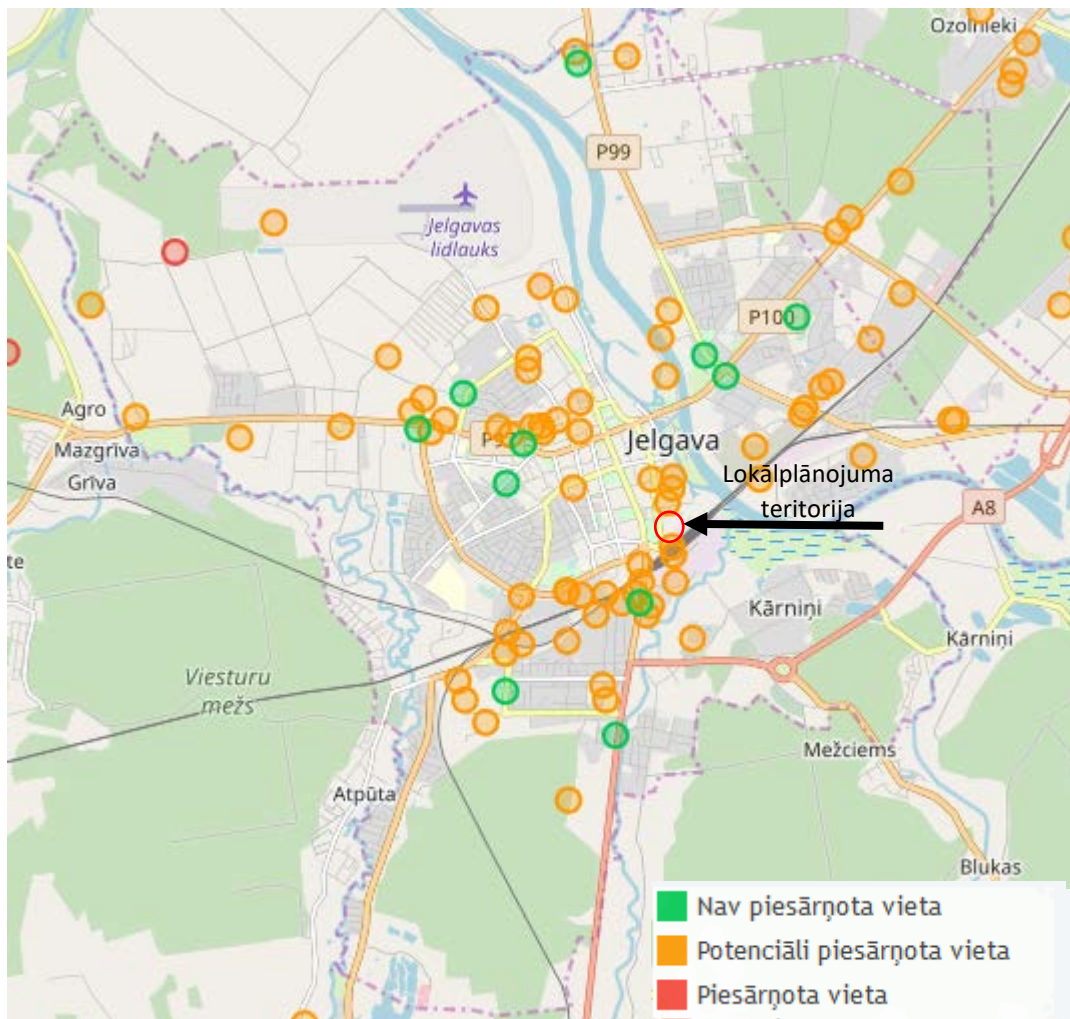 Ozolnieki
P99
Jelgavas
lidlauks
P100
Agro
Mazgrīva
Grīva
Jelgava
Lokālplānojuma
teritorija
A8
te
Kārniņi
Kārniņi
Viesturu
mežs
Mežciems
Atpūta
Blukas
Nav piesārņota vieta
Potenciāli piesārņota vieta
Piesārņota vieta